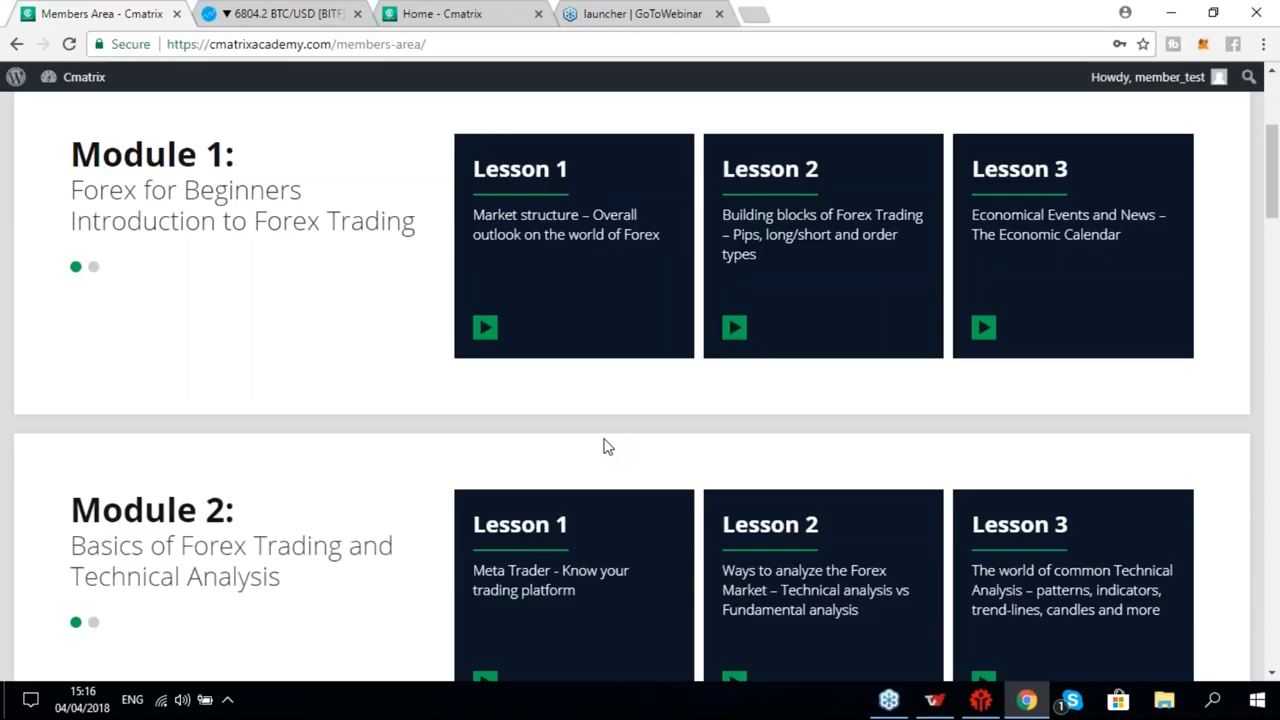 Members Area - Cmatrix
▼ 6804.2 BTC/USD [BITF
Home - Cmatrix
launcher | GoToWebinar
Secure
https://cmatrixacademy.com/members-area/
Cmatrix
Howdy, member_test
Module 1:
Forex for Beginners
Introduction to Forex Trading
Lesson 1
Market structure – Overall
outlook on the world of Forex
Lesson 2
Building blocks of Forex Trading
– Pips, long/short and order
types
Lesson 3
Economical Events and News –
The Economic Calendar
Module 2:
Basics of Forex Trading and
Technical Analysis
Lesson 1
Meta Trader - Know your
trading platform
Lesson 2
Ways to analyze the Forex
Market – Technical analysis vs
Fundamental analysis
Lesson 3
The world of common Technical
Analysis – patterns, indicators,
trend-lines, candles and more
15:16
04/04/2018
ENG
1